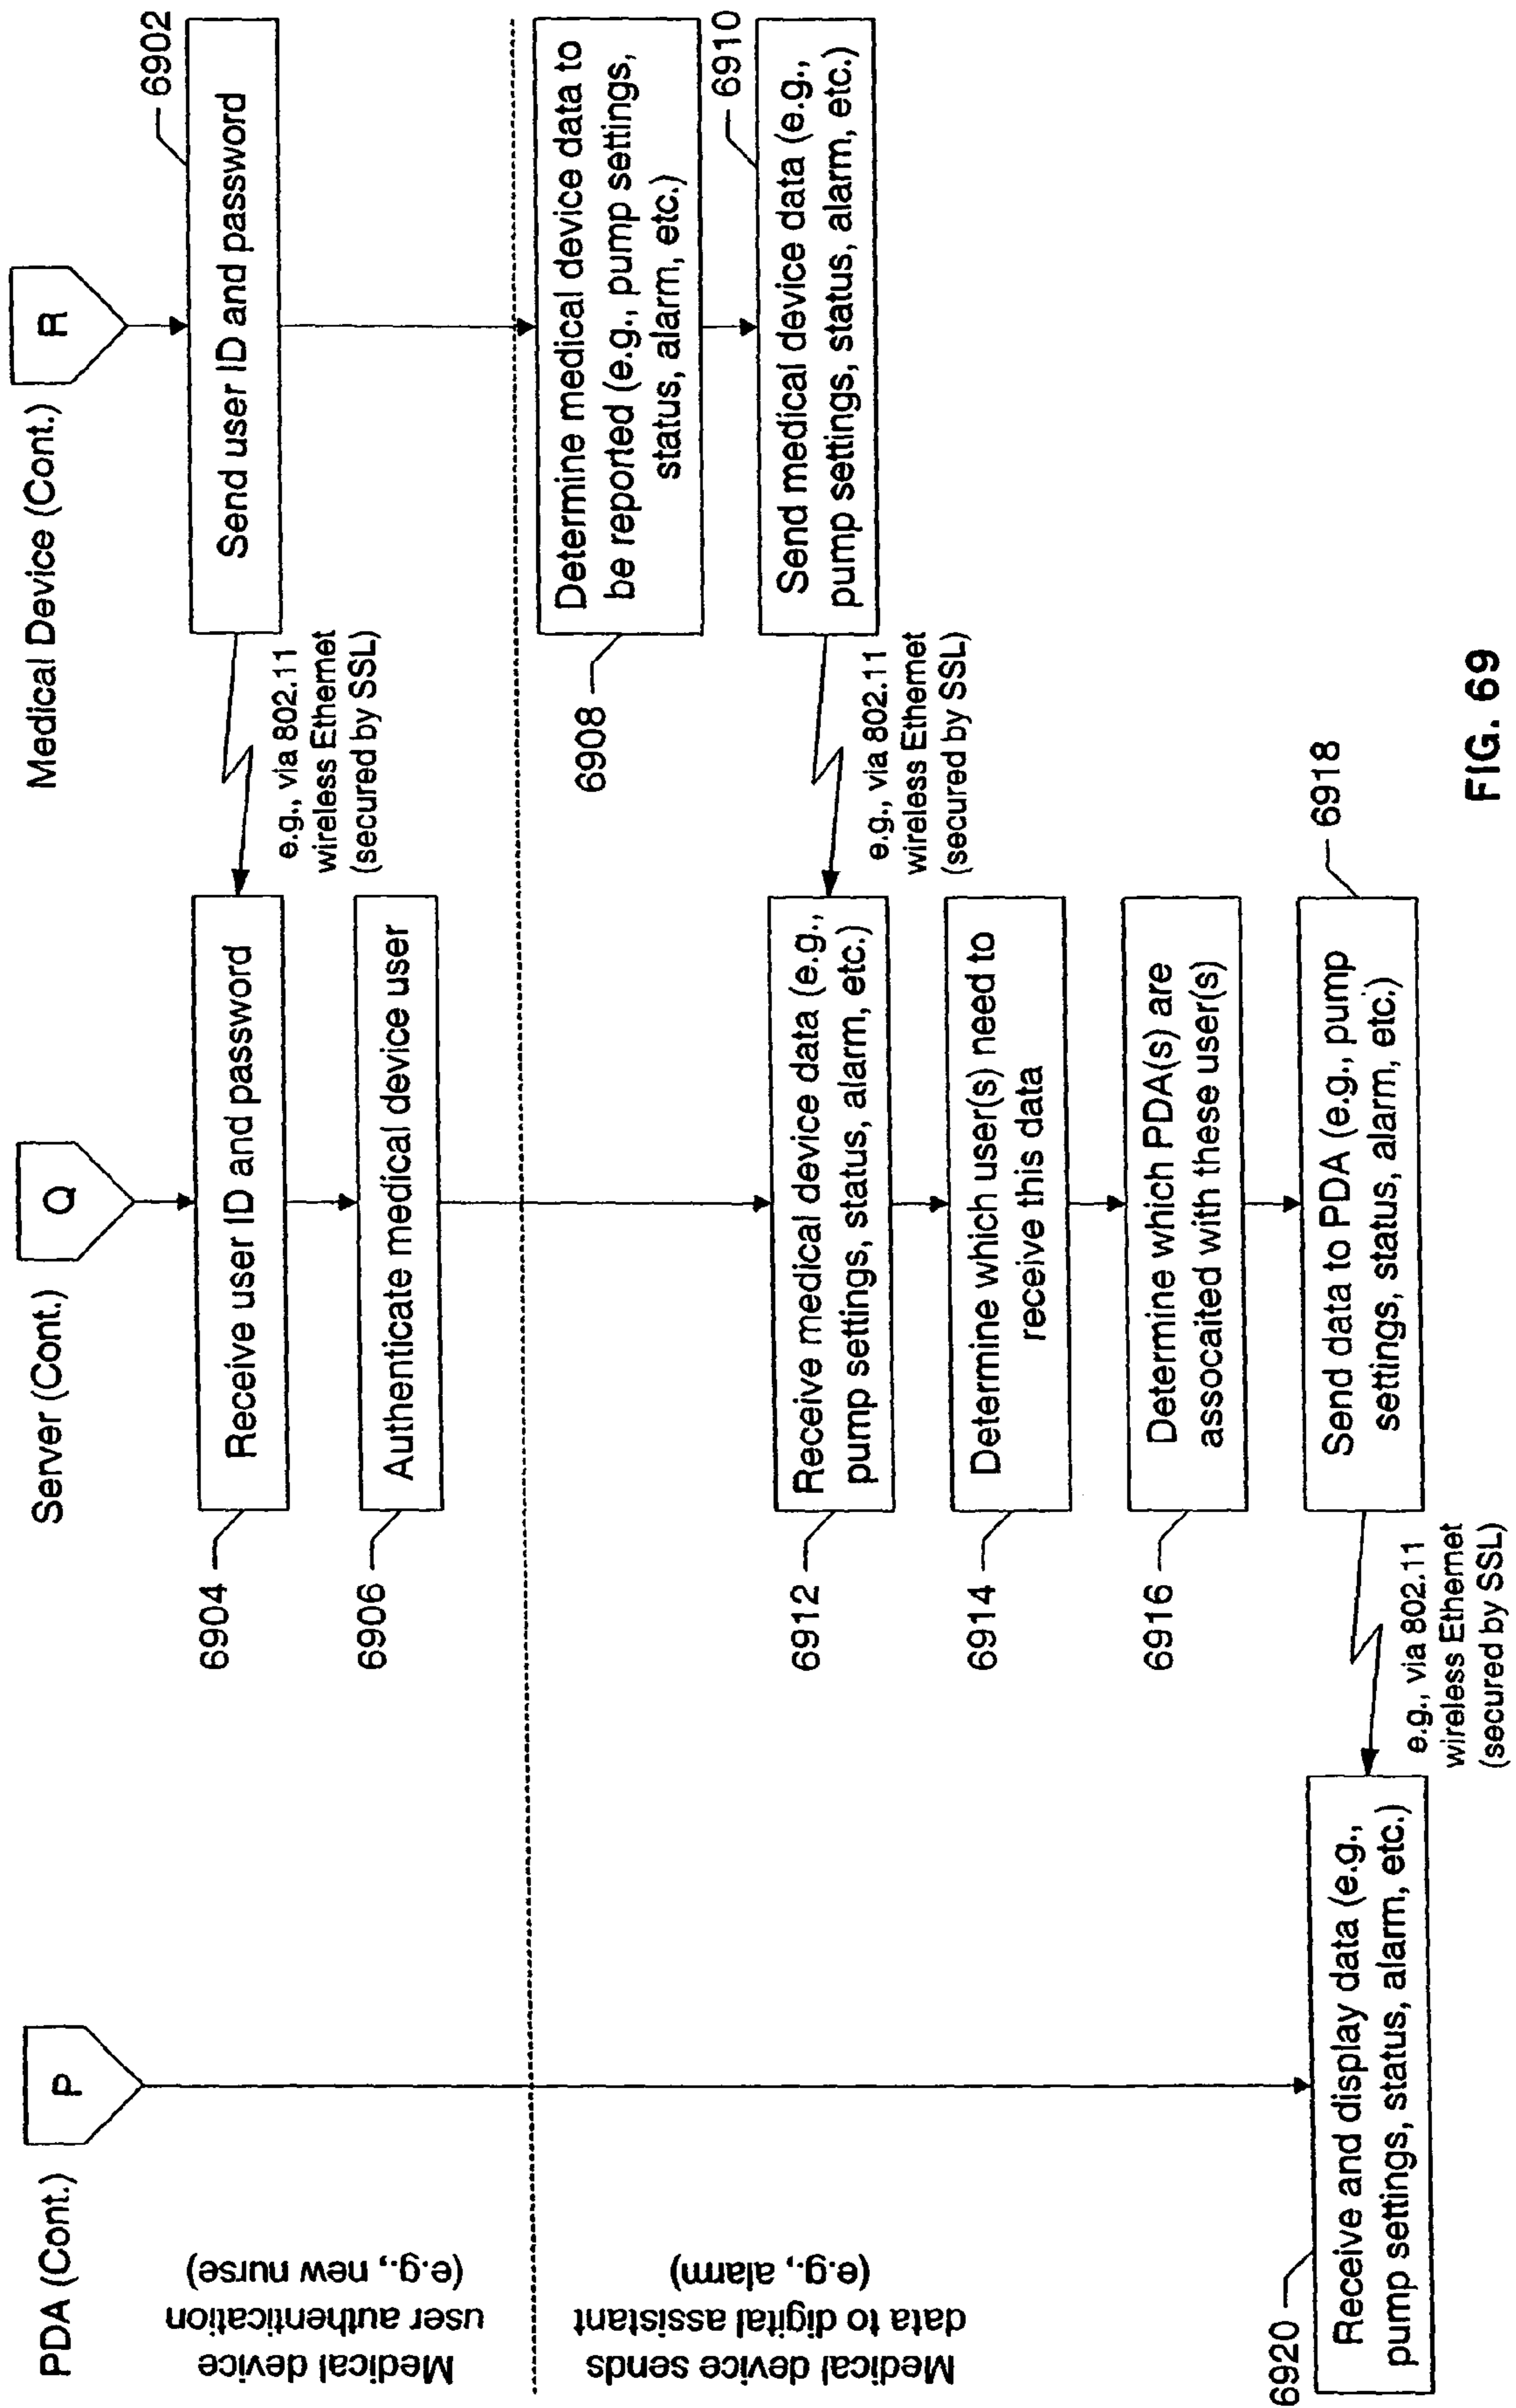 PDA (Cont.)
P
Server (Cont.)
Q
Medical Device (Cont.)
R
Medical device
user authentication
(e.g., new nurse)
6902
Send user ID and password
e.g., via 802.11
wireless Ethernet
(secured by SSL)
6904
Receive user ID and password
6906
Authenticate medical device user
Medical device sends
data to digital assistant
(e.g., alarm)
6908
Determine medical device data to
be reported (e.g., pump settings,
status, alarm, etc.)
6910
Send medical device data (e.g.,
pump settings, status, alarm, etc.)
e.g., via 802.11
wireless Ethernet
(secured by SSL)
6912
Receive medical device data (e.g.,
pump settings, status, alarm, etc.)
6914
Determine which user(s) need to
receive this data
6916
Determine which PDA(s) are
assocaited with these user(s)
6918
Send data to PDA (e.g., pump
settings, status, alarm, etc.)
e.g., via 802.11
wireless Ethernet
(secured by SSL)
6920
Receive and display data (e.g.,
pump settings, status, alarm, etc.)
FIG. 69